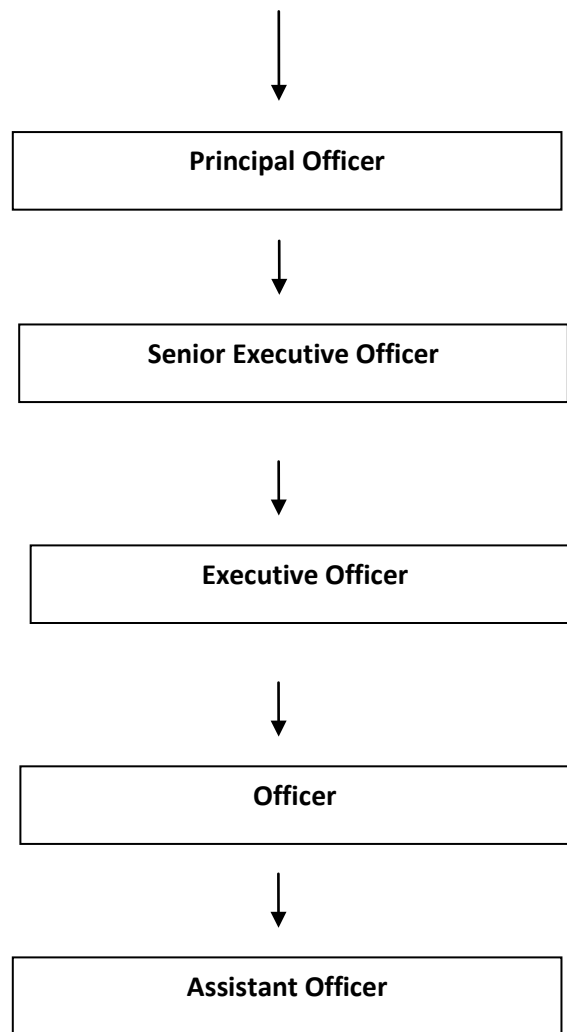 Principal Officer
Senior Executive Officer
Executive Officer
Officer
Assistant Officer